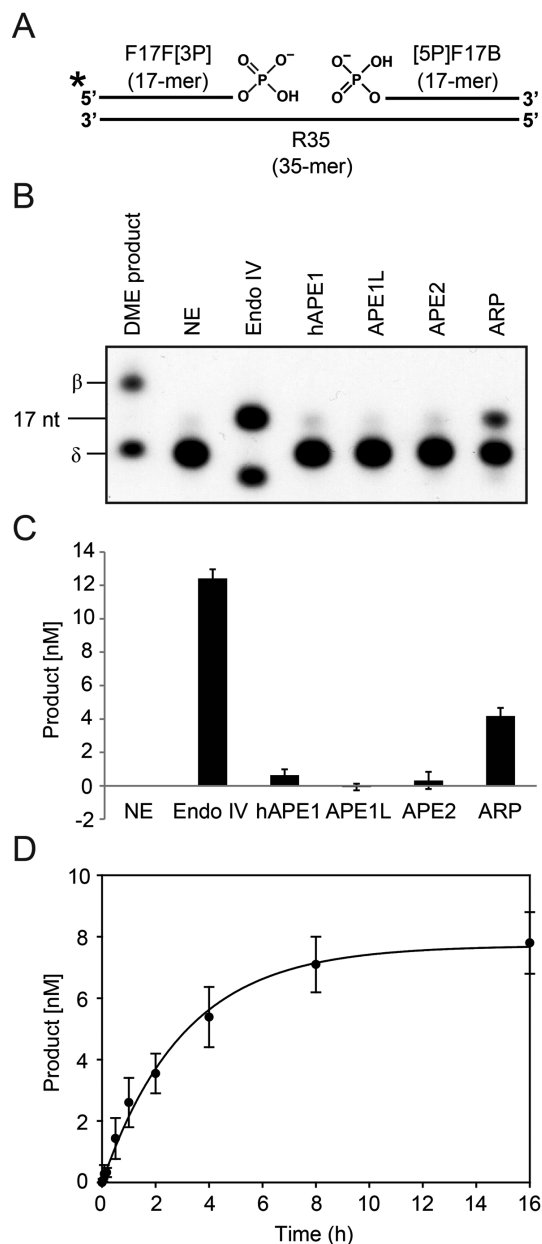 A
F17F[3P]
(17-mer)
[5P]F17B
(17-mer)
O
P
O⁻
O
OH
O⁻
OH
P
O
O
*
5’
3’
3’
5’
R35
(35-mer)
B
DME product
NE
Endo IV
hAPE1
APE1L
APE2
ARP
β
17 nt
δ
C
Product [nM]
14
12
10
8
6
4
2
0
-2
NE
Endo IV
hAPE1
APE1L
APE2
ARP
D
Product [nM]
10
8
6
4
2
0
0 2 4 6 8 10 12 14 16
Time (h)